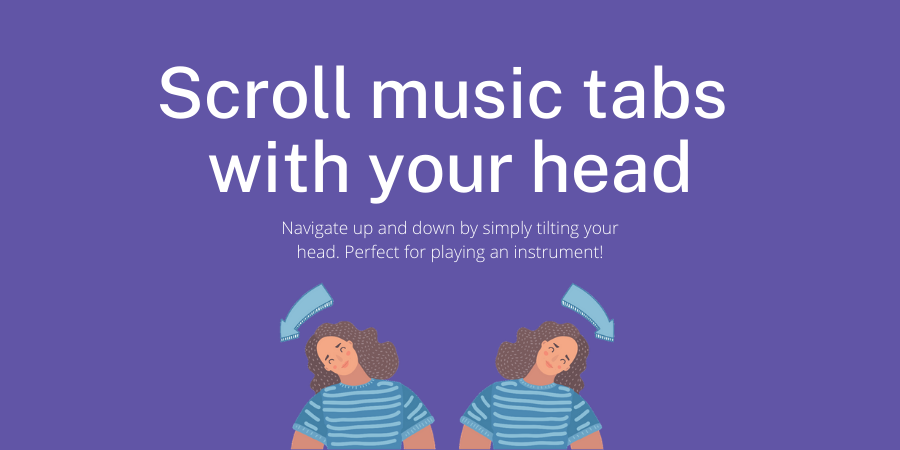 Scroll music tabs
with your head
Navigate up and down by simply tilting your
head. Perfect for playing an instrument!